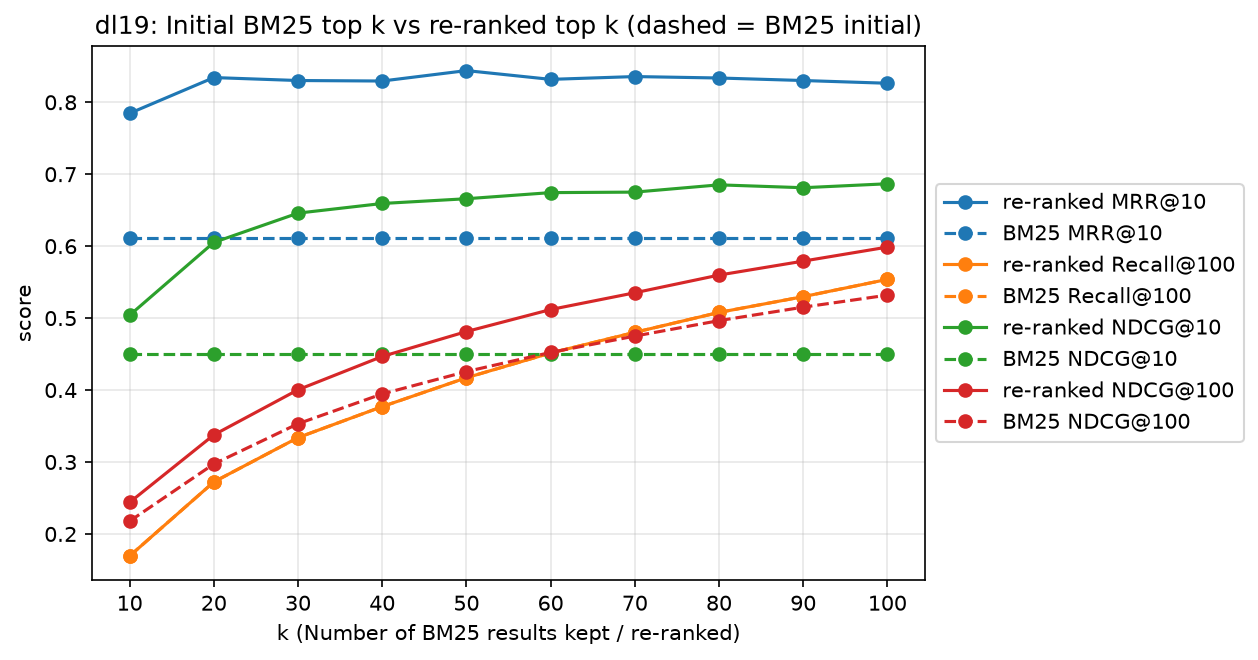 dl19: Initial BM25 top k vs re-ranked top k (dashed = BM25 initial)
score
0.8
0.7
0.6
0.5
0.4
0.3
0.2
10 20 30 40 50 60 70 80 90 100
k (Number of BM25 results kept / re-ranked)
re-ranked MRR@10
BM25 MRR@10
re-ranked Recall@100
BM25 Recall@100
re-ranked NDCG@10
BM25 NDCG@10
re-ranked NDCG@100
BM25 NDCG@100